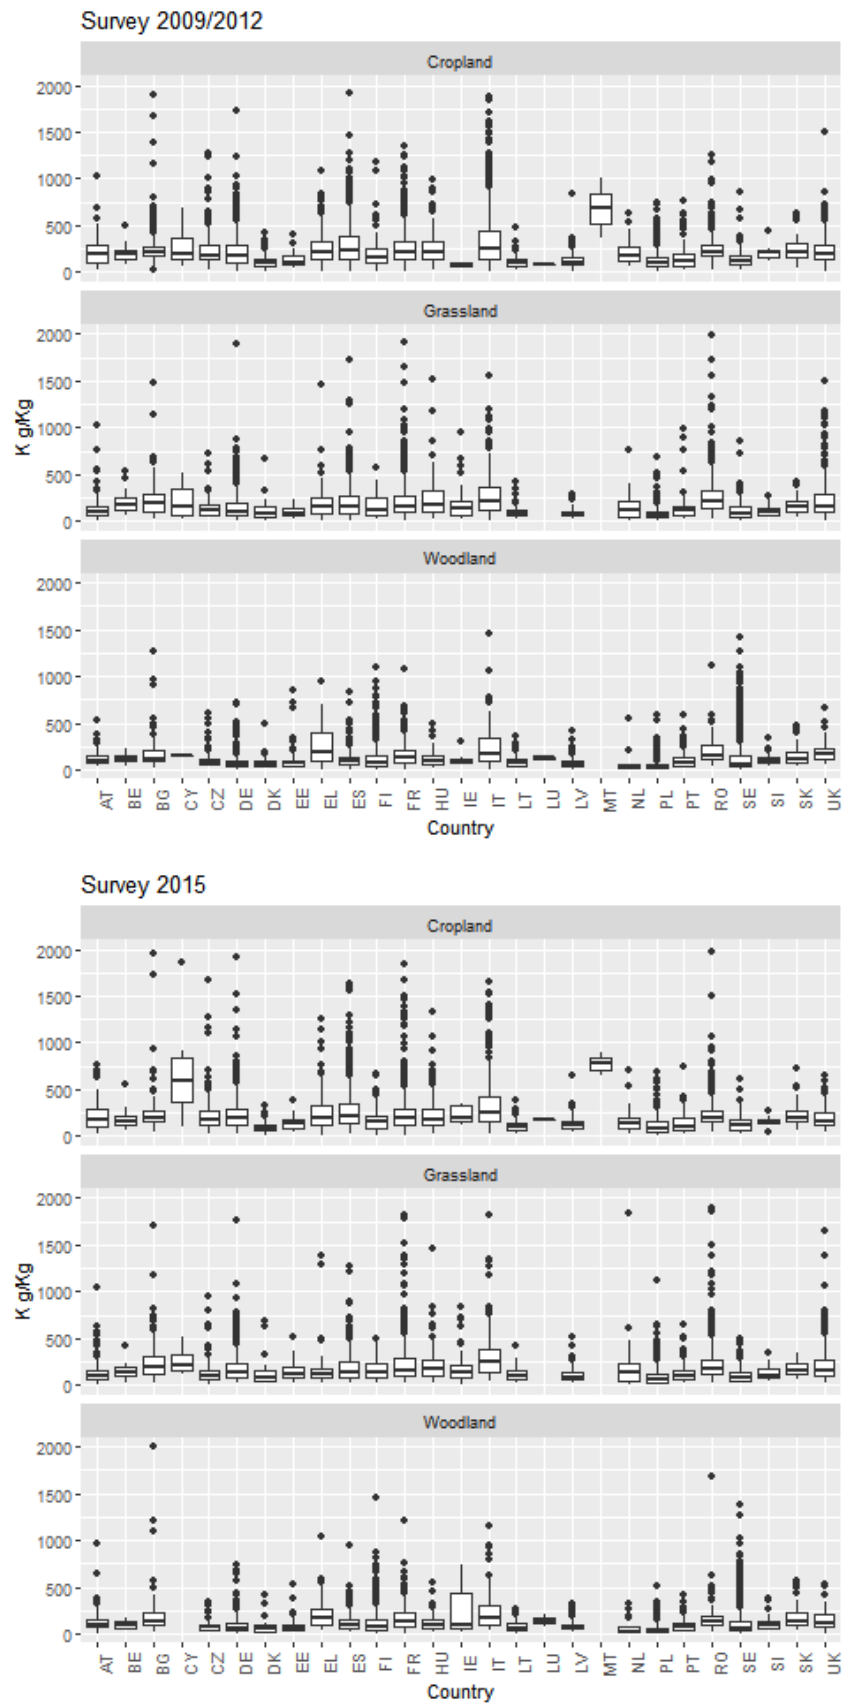 Survey 2009/2012
Cropland
2000
1500
1000
500
0
Grassland
2000
1500
1000
500
0
K g/Kg
Woodland
2000
1500
1000
500
0
AT BE BG CY CZ DE DK EE EL ES FI FR HU IE IT LT LU LV MT NL PL PT RO SE SI SK UK
Country
Survey 2015
Cropland
2000
1500
1000
500
0
Grassland
2000
1500
1000
500
0
K g/Kg
Woodland
2000
1500
1000
500
0
AT BE BG CY CZ DE DK EE EL ES FI FR HU IE IT LT LU LV MT NL PL PT RO SE SI SK UK
Country